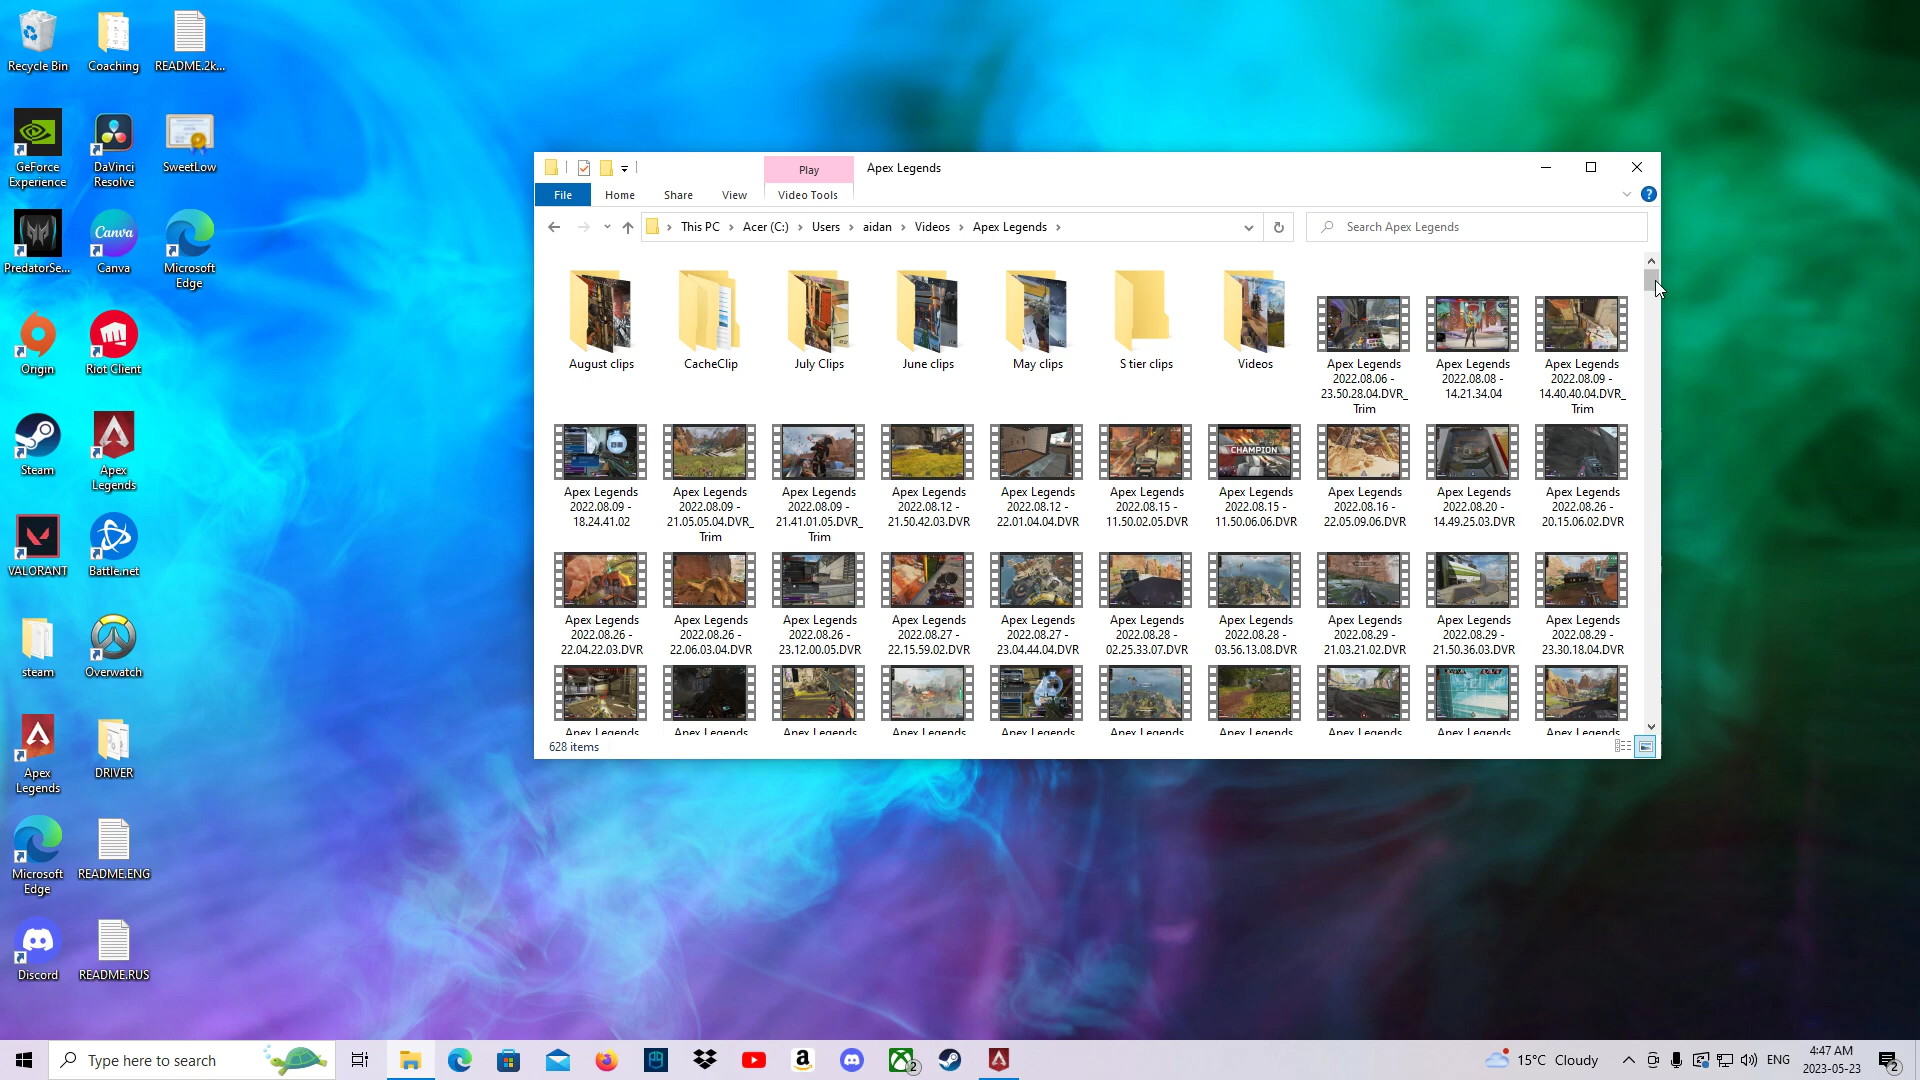 Recycle Bin
Coaching
README.2k...
GeForce
Experience
DaVinci
Resolve
SweetLow
PredatorSe...
Canva
Canva
Microsoft
Edge
Origin
Riot Client
Steam
Apex
Legends
VALORANT
Battle.net
steam
Overwatch
Apex
Legends
DRIVER
Microsoft
Edge
README.ENG
Discord
README.RUS
Play
Apex Legends
File
Home
Share
View
Video Tools
This PC
Acer (C:)
Users
aidan
Videos
Apex Legends
Search Apex Legends
August clips
CacheClip
July Clips
June clips
May clips
S tier clips
Videos
Apex Legends
2022.08.06 -
23.50.28.04.DVR_
Trim
Apex Legends
2022.08.08 -
14.21.34.04
Apex Legends
2022.08.09 -
14.40.40.04.DVR_
Trim
CHAMPION
Apex Legends
2022.08.09 -
18.24.41.02
Apex Legends
2022.08.09 -
21.05.05.04.DVR_
Trim
Apex Legends
2022.08.09 -
21.41.01.05.DVR_
Trim
Apex Legends
2022.08.12 -
21.50.42.03.DVR
Apex Legends
2022.08.12 -
22.01.04.04.DVR
Apex Legends
2022.08.15 -
11.50.02.05.DVR
Apex Legends
2022.08.15 -
11.50.06.06.DVR
Apex Legends
2022.08.16 -
22.05.09.06.DVR
Apex Legends
2022.08.20 -
14.49.25.03.DVR
Apex Legends
2022.08.26 -
20.15.06.02.DVR
Apex Legends
2022.08.26 -
22.04.22.03.DVR
Apex Legends
2022.08.26 -
22.06.03.04.DVR
Apex Legends
2022.08.26 -
23.12.00.05.DVR
Apex Legends
2022.08.27 -
22.15.59.02.DVR
Apex Legends
2022.08.27 -
23.04.44.04.DVR
Apex Legends
2022.08.28 -
02.25.33.07.DVR
Apex Legends
2022.08.28 -
03.56.13.08.DVR
Apex Legends
2022.08.29 -
21.03.21.02.DVR
Apex Legends
2022.08.29 -
21.50.36.03.DVR
Apex Legends
2022.08.29 -
23.30.18.04.DVR
Apex Legends
Apex Legends
Apex Legends
Apex Legends
Apex Legends
Apex Legends
Apex Legends
Apex Legends
Apex Legends
Apex Legends
628 items
Type here to search
2
15°C Cloudy
ENG
4:47 AM
2023-05-23
2